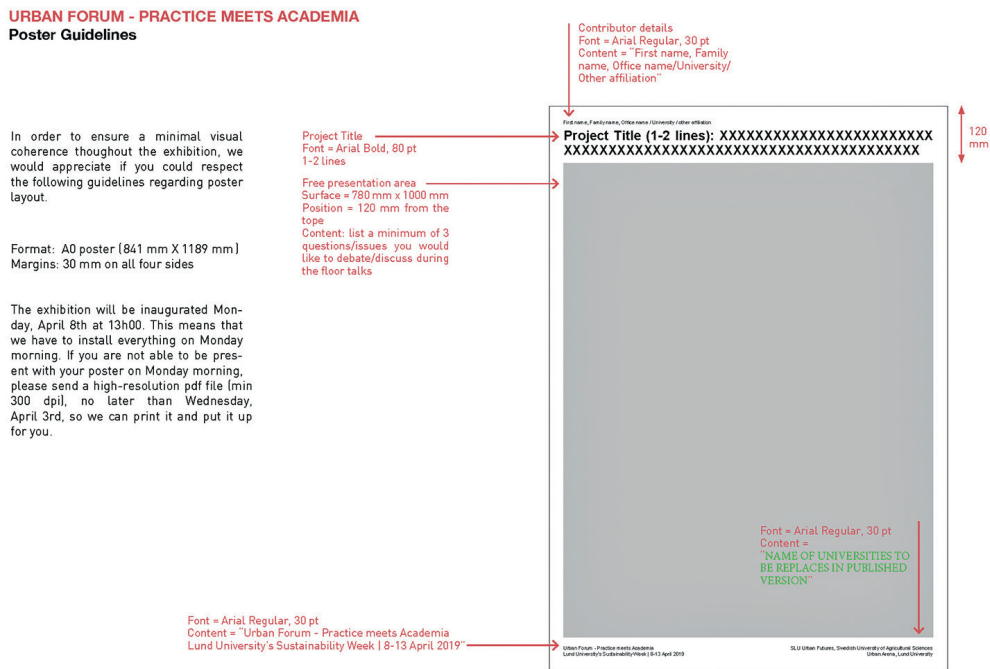 URBAN FORUM - PRACTICE MEETS ACADEMIA
Poster Guidelines
In order to ensure a minimal visual
coherence thoughout the exhibition, we
would appreciate if you could respect
the following guidelines regarding poster
layout.
Format: A0 poster (841 mm X 1189 mm)
Margins: 30 mm on all four sides
The exhibition will be inaugurated Mon-
day, April 8th at 13h00. This means that
we have to install everything on Monday
morning. If you are not able to be pres-
ent with your poster on Monday morning,
please send a high-resolution pdf file (min
300 dpi), no later than Wednesday,
April 3rd, so we can print it and put it up
for you.
Contributor details
Font = Arial Regular, 30 pt
Content = "First name, Family
name, Office name/University/
Other affiliation"
Project Title
Font = Arial Bold, 80 pt
1-2 lines
Free presentation area
Surface = 780 mm x 1000 mm
Position = 120 mm from the
tope
Content: list a minimum of 3
questions/issues you would
like to debate/discuss during
the floor talks
First name, Family name, Office name / University / other affiliation
Project Title (1-2 lines): XXXXXXXXXXXXXXXXXXXXXXXX
XXXXXXXXXXXXXXXXXXXXXXXXXXXXXXXXXXXXXXXX
120
mm
Font = Arial Regular, 30 pt
Content =
"NAME OF UNIVERSITIES TO
BE REPLACES IN PUBLISHED
VERSION"
Font = Arial Regular, 30 pt
Content = "Urban Forum - Practice meets Academia
Lund University's Sustainability Week | 8-13 April 2019"
Urban Forum - Practice meets Academia
Lund University's Sustainability Week | 8-13 April 2019
SLU Urban Futures, Swedish University of Agricultural Sciences
Urban Arena, Lund University